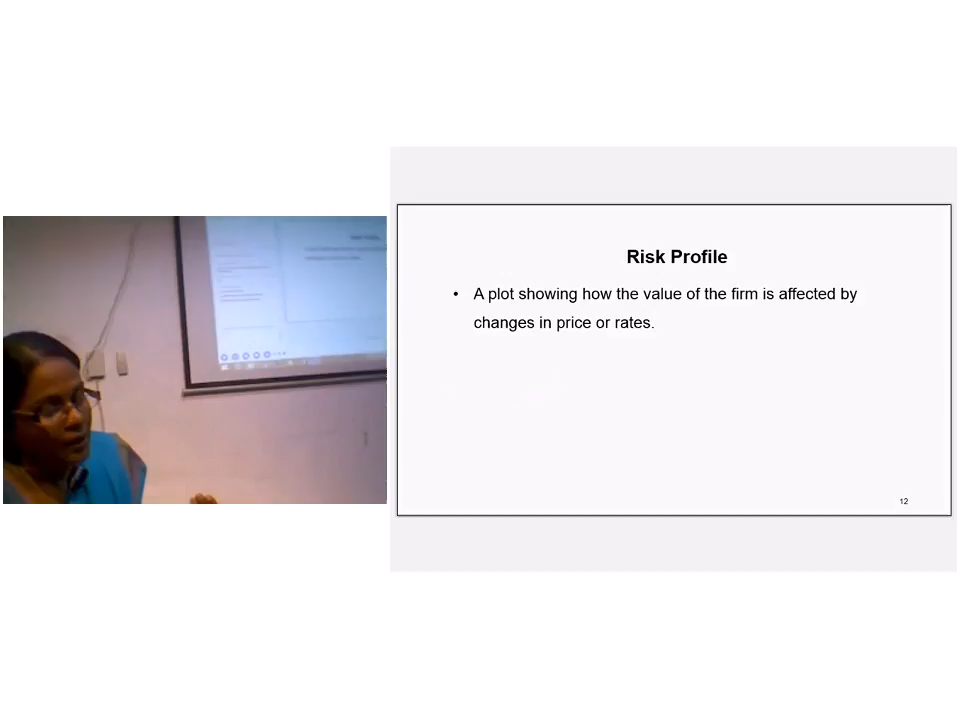 Risk Profile
• A plot showing how the value of the firm is affected by
changes in price or rates.
12